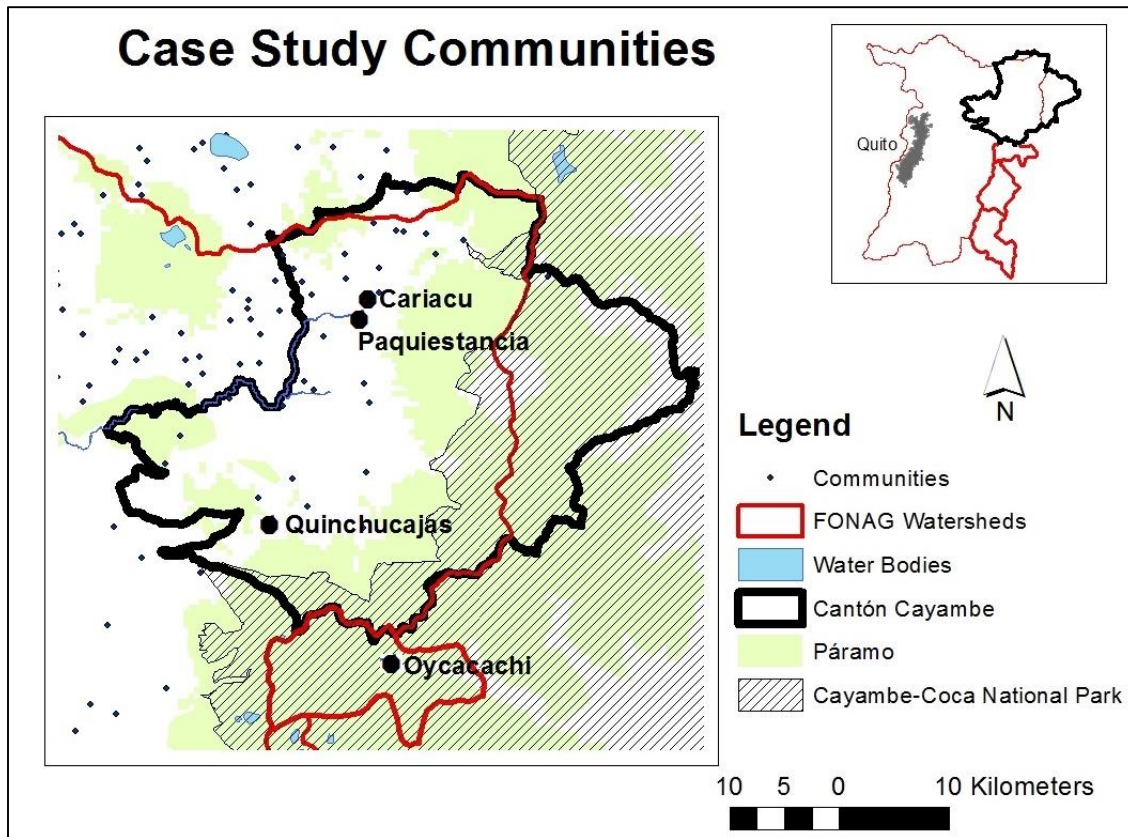 Case Study Communities
Quito
Cariacu
Paquiestancia
Quinchucajas
Oycacachi
N
Legend
Communities
FONAG Watersheds
Water Bodies
Cantón Cayambe
Páramo
Cayambe-Coca National Park
10 5 0 10 Kilometers